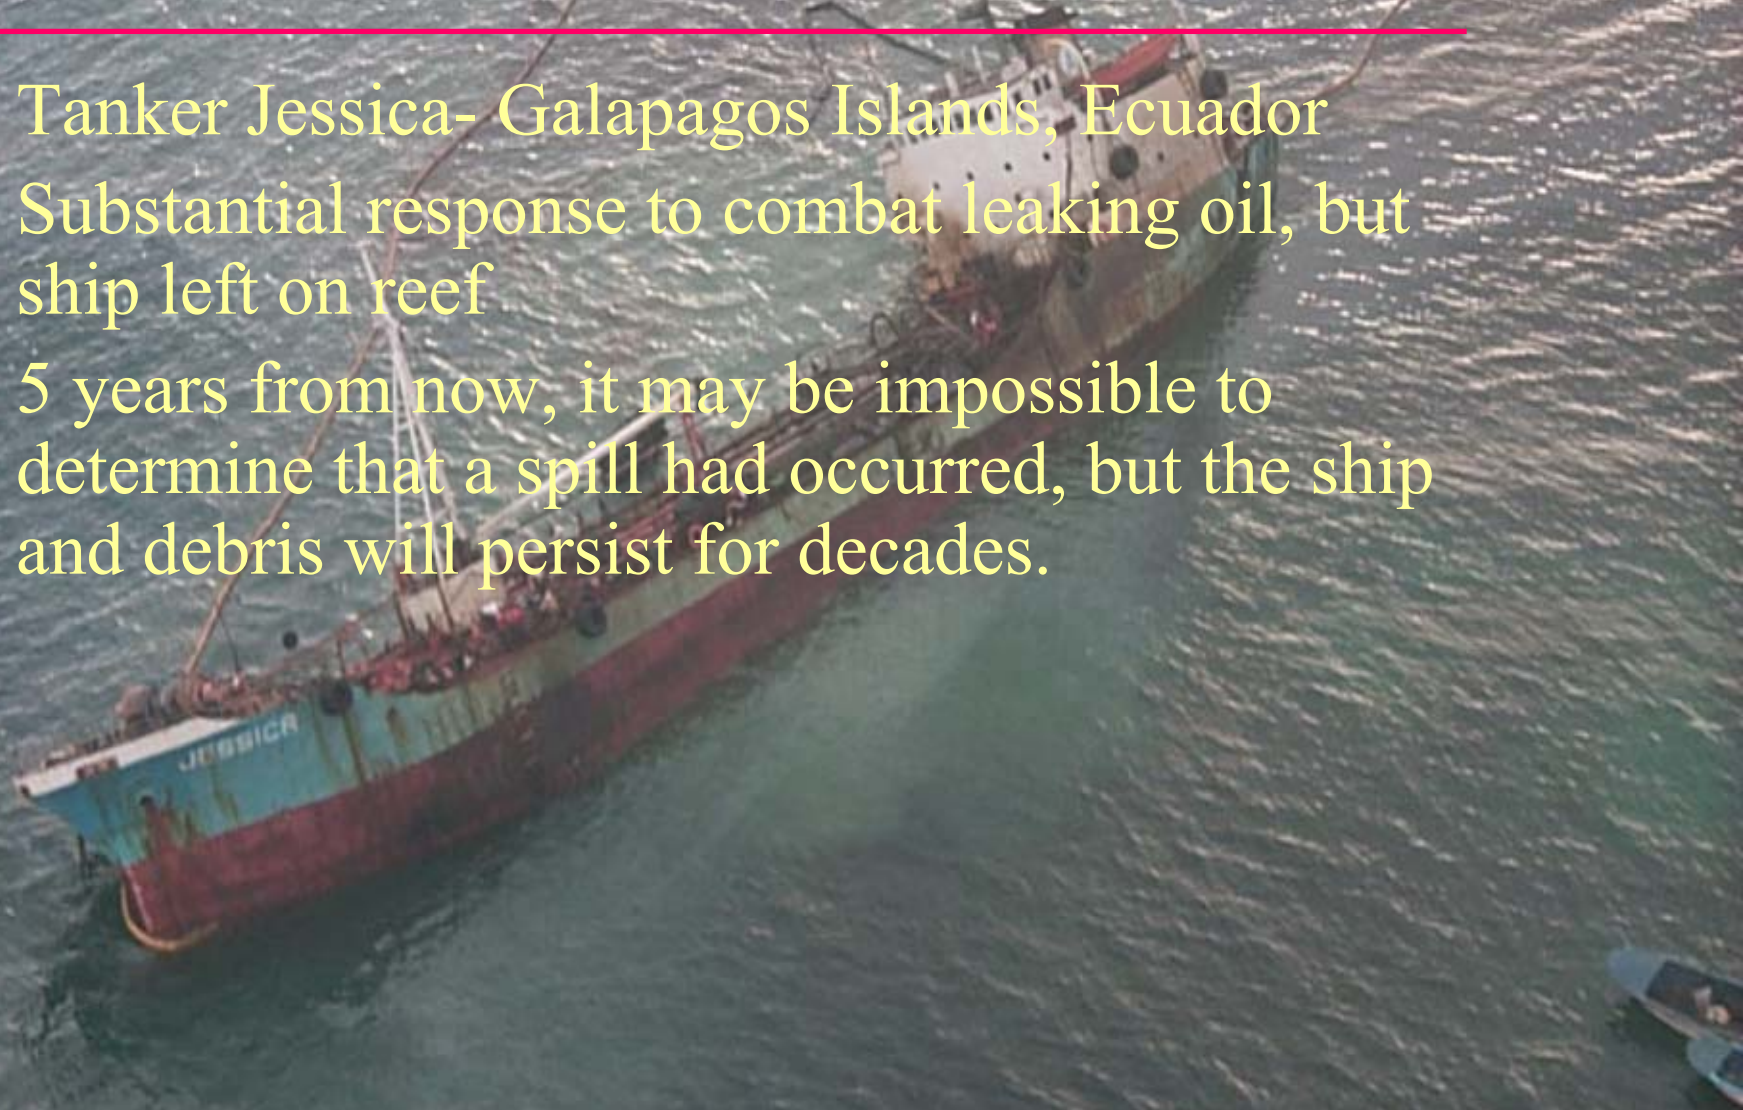 Tanker Jessica- Galapagos Islands, Ecuador
Substantial response to combat leaking oil, but
ship left on reef
5 years from now, it may be impossible to
determine that a spill had occurred, but the ship
and debris will persist for decades.
JESSICA